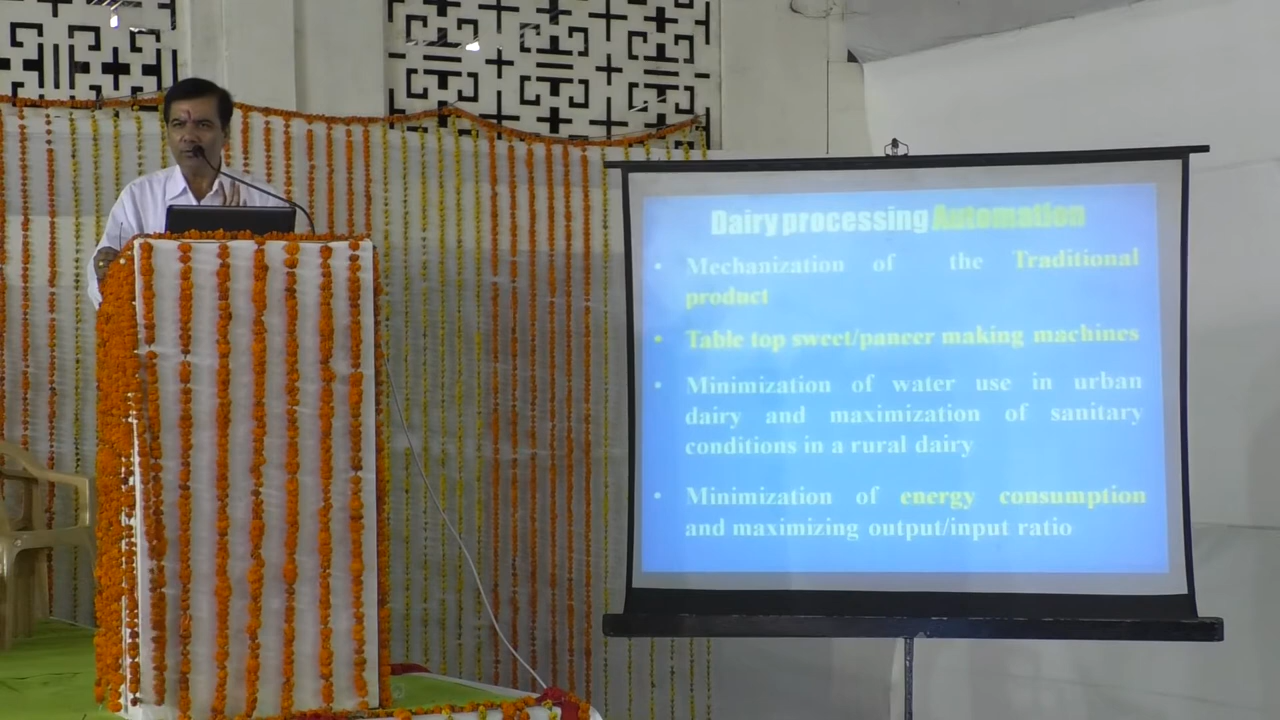 Dairy processing Automation
• Mechanization of the Traditional
product
• Table top sweet/paneer making machines
• Minimization of water use in urban
dairy and maximization of sanitary
conditions in a rural dairy
• Minimization of energy consumption
and maximizing output/input ratio